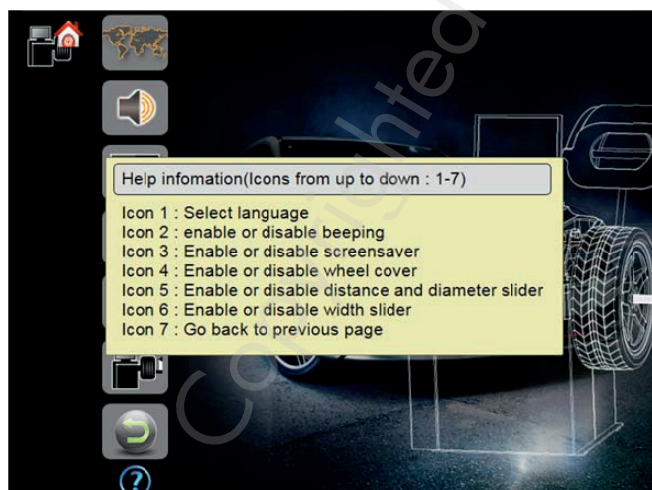 Help infomation(Icons from up to down : 1-7)
Icon 1 : Select language
Icon 2 : enable or disable beeping
Icon 3 : Enable or disable screensaver
Icon 4 : Enable or disable wheel cover
Icon 5 : Enable or disable distance and diameter slider
Icon 6 : Enable or disable width slider
Icon 7 : Go back to previous page
?
Copyrighted